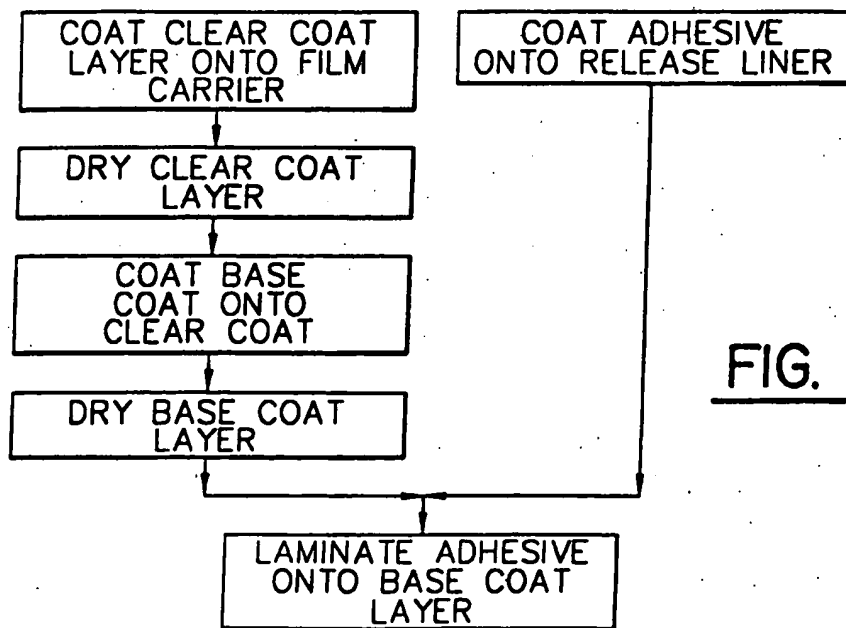 COAT CLEAR COAT
LAYER ONTO FILM
CARRIER
COAT ADHESIVE
ONTO RELEASE LINER
DRY CLEAR COAT
LAYER
COAT BASE
COAT ONTO
CLEAR COAT
FIG.
DRY BASE COAT
LAYER
LAMINATE ADHESIVE
ONTO BASE COAT
LAYER